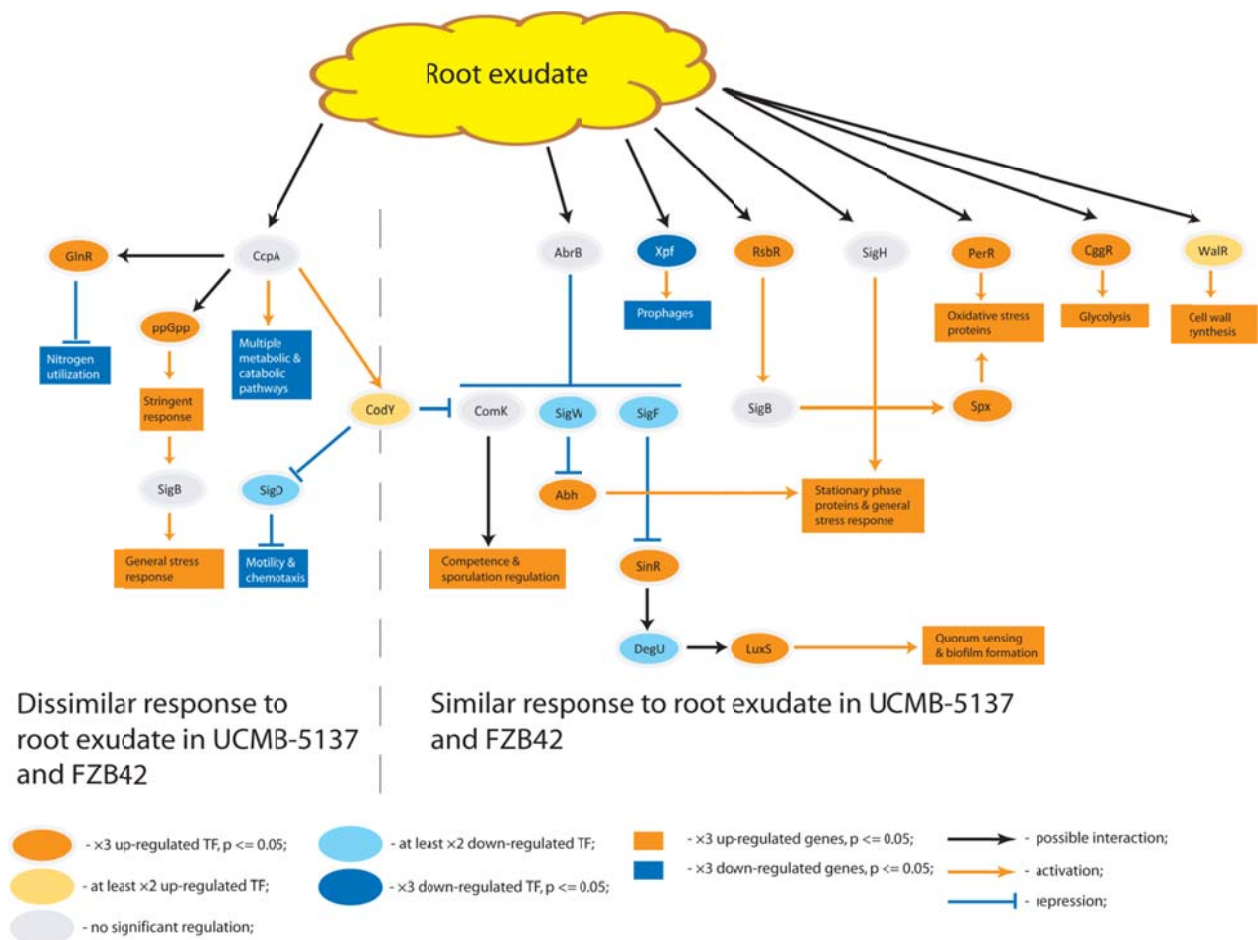 Root exudate
GlnR
CcpA
AbrB
Xpf
RsbR
SigH
PerR
CggR
WalR
ppGpp
Prophages
Oxidative stress
proteins
Glycolysis
Cell wall
synthesis
Nitrogen
utilization
Multiple
metabolic &
catabolic
pathways
Stringent
response
CodY
ComK
SigW
SigF
SigB
Spx
SigB
SigD
Abh
Stationary phase
proteins & general
stress response
General stress
response
Motility &
chemotaxis
Competence &
sporulation regulation
SinR
DegU
LuxS
Quorum sensing
& biofilm formation
Dissimilar response to
root exudate in UCMB-5137
and FZB42
Similar response to root exudate in UCMB-5137
and FZB42
- ×3 up-regulated TF, p <= 0.05;
- at least ×2 up-regulated TF;
- no significant regulation;
- at least ×2 down-regulated TF;
- ×3 down-regulated TF, p <= 0.05;
- ×3 up-regulated genes, p <= 0.05;
- ×3 down-regulated genes, p <= 0.05;
- possible interaction;
- activation;
- repression;